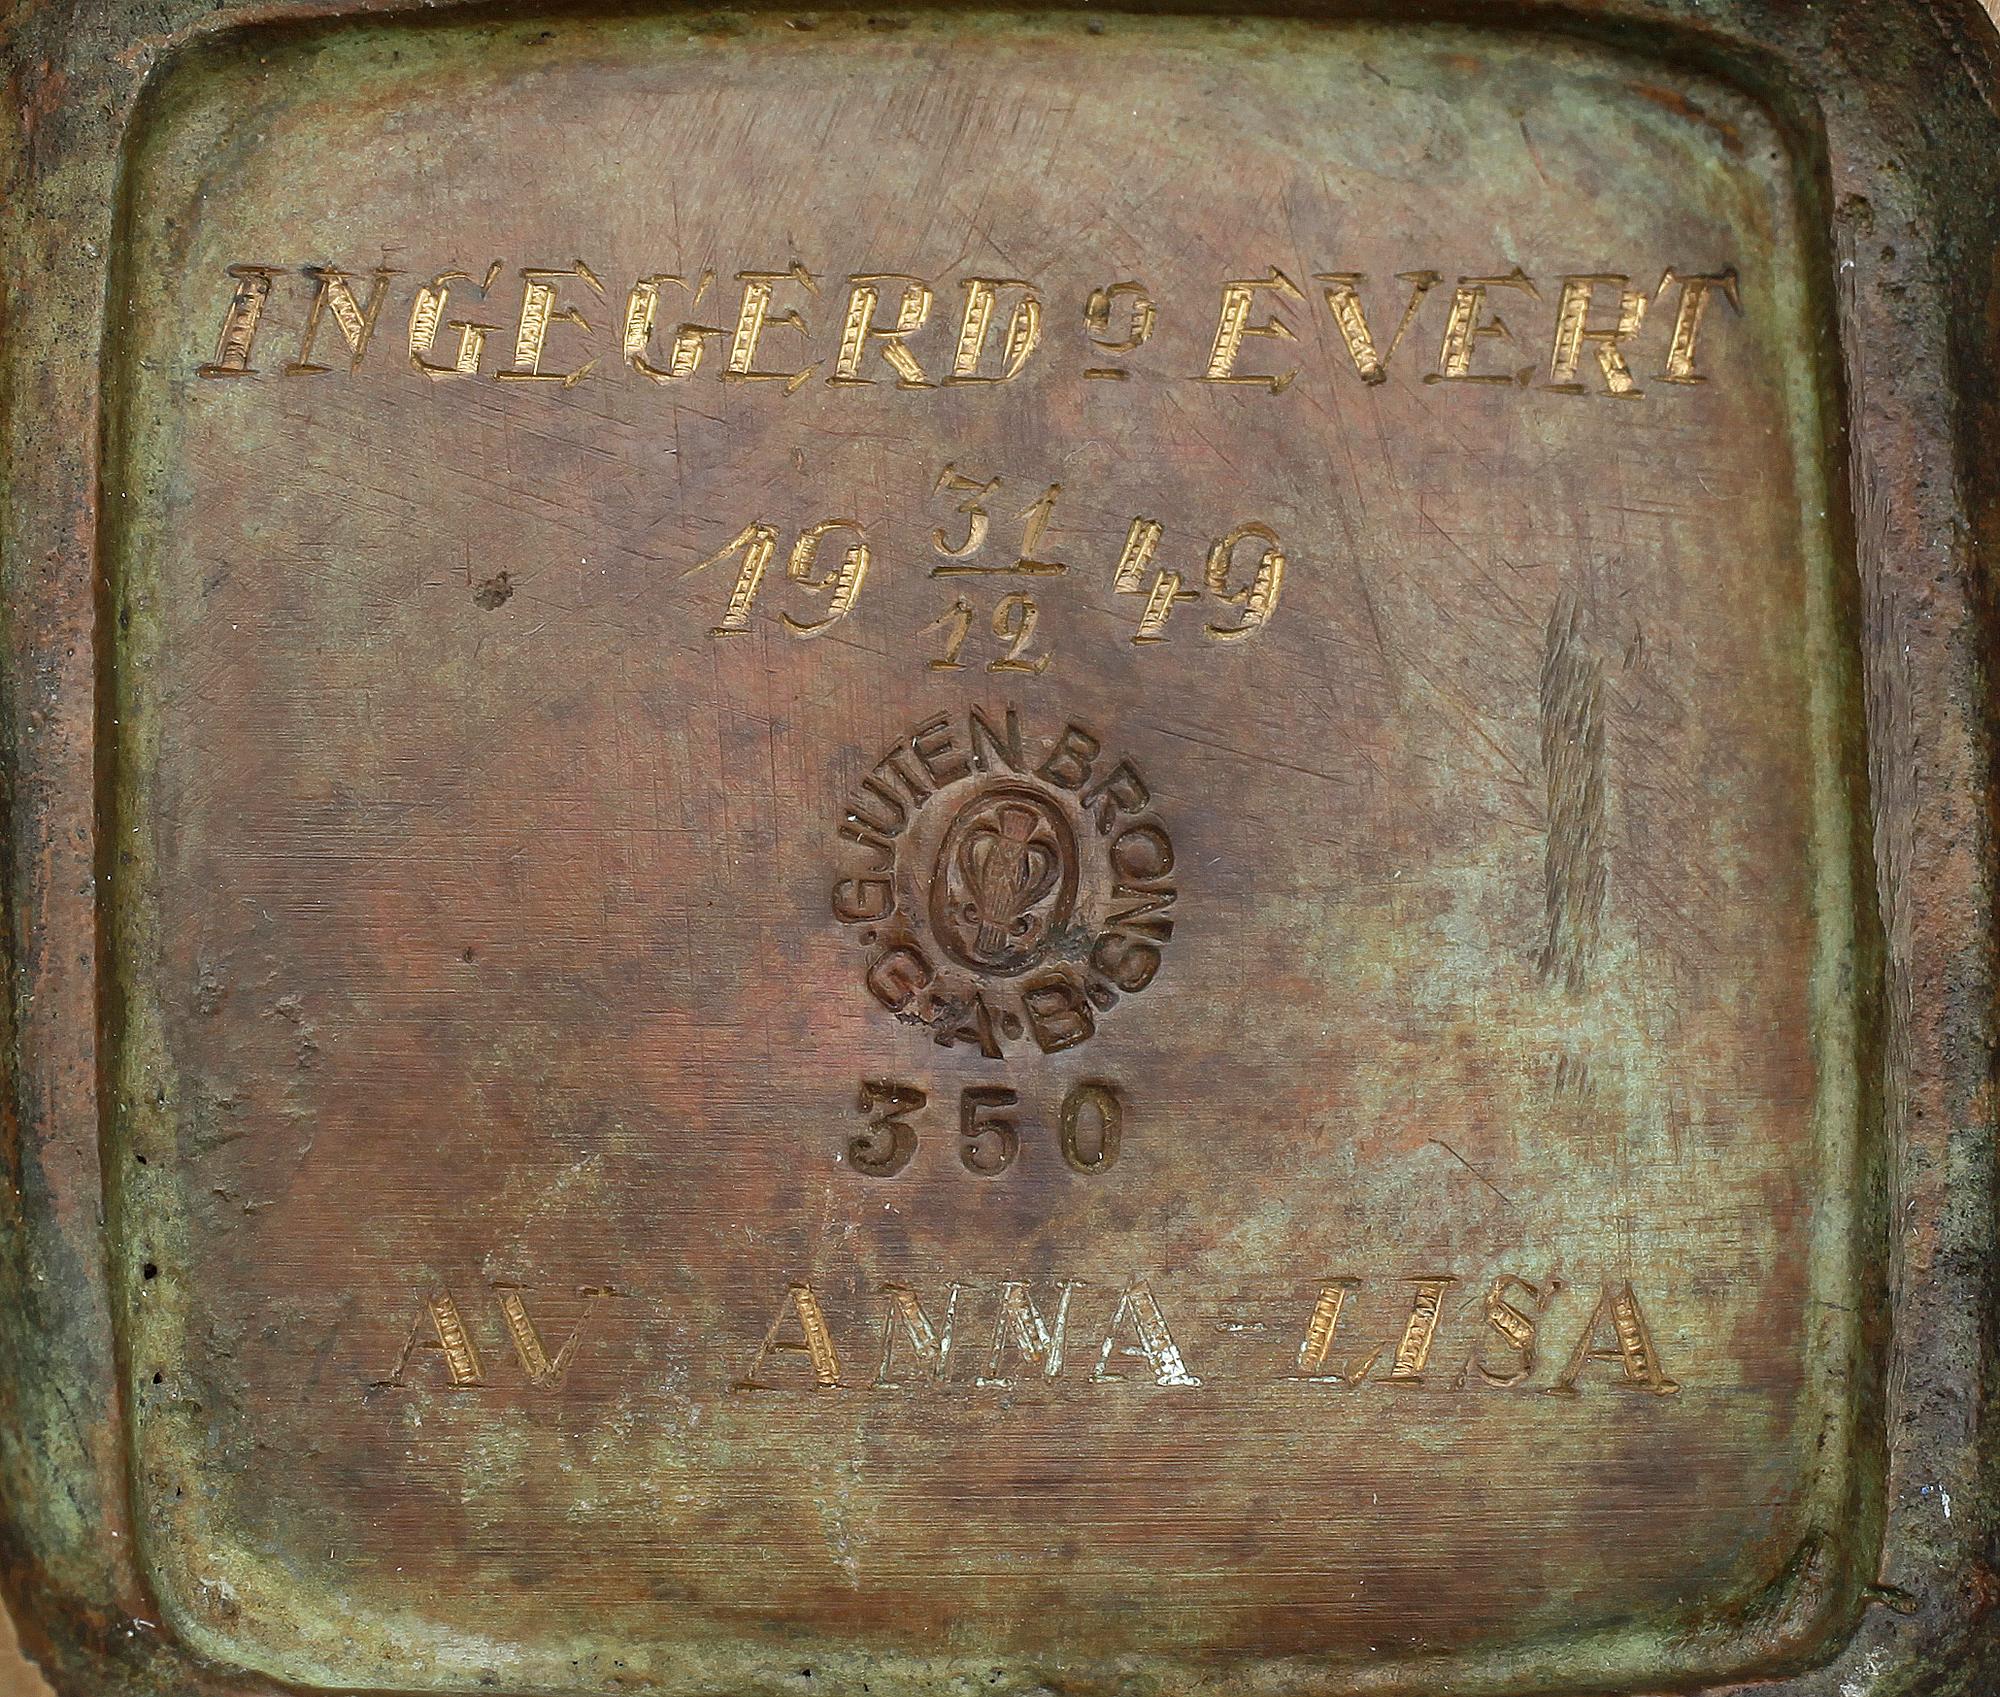 INGEGERD o EVERT
19 31/12 49
GJUTEN BRONS.
G.A.B.
350
AV ANNA-LISA